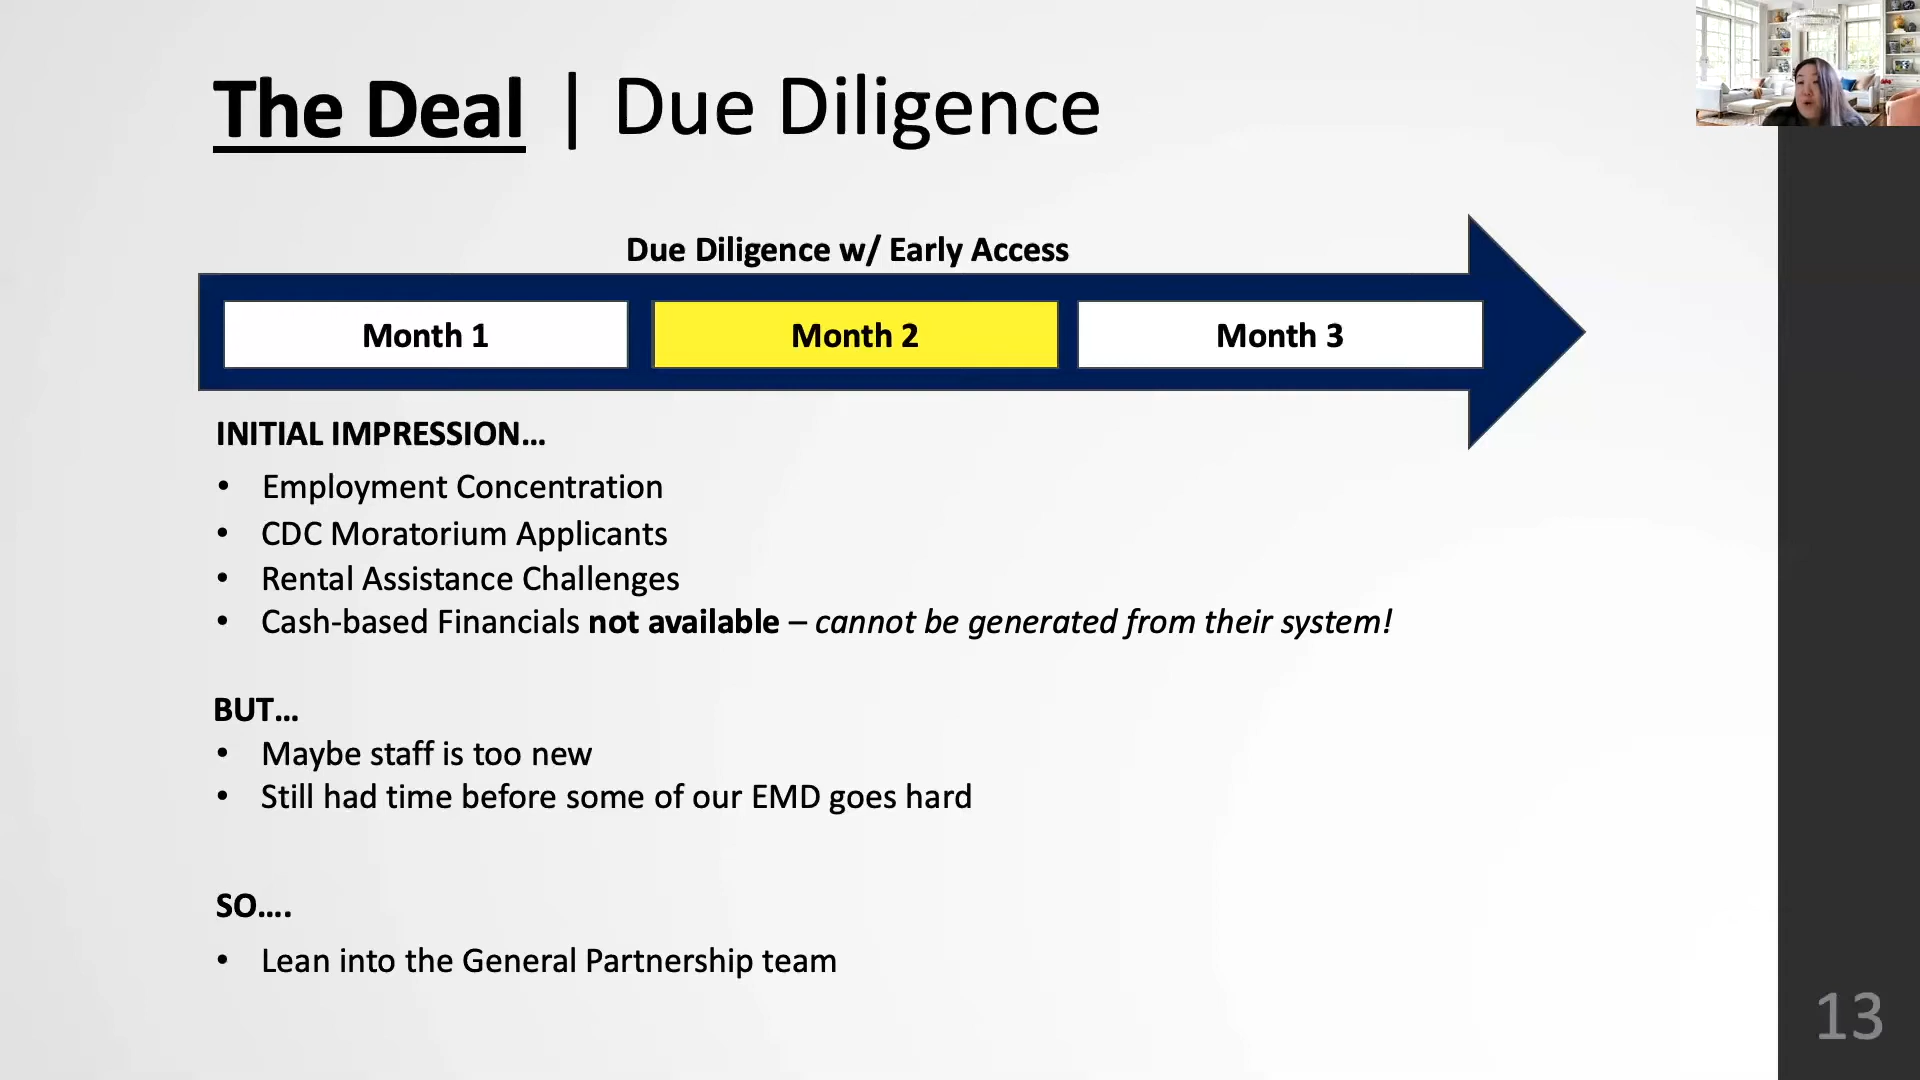 The Deal | Due Diligence
Due Diligence w/ Early Access
Month 1
Month 2
Month 3
INITIAL IMPRESSION...
• Employment Concentration
• CDC Moratorium Applicants
• Rental Assistance Challenges
• Cash-based Financials not available – cannot be generated from their system!
BUT...
• Maybe staff is too new
• Still had time before some of our EMD goes hard
SO....
• Lean into the General Partnership team
13